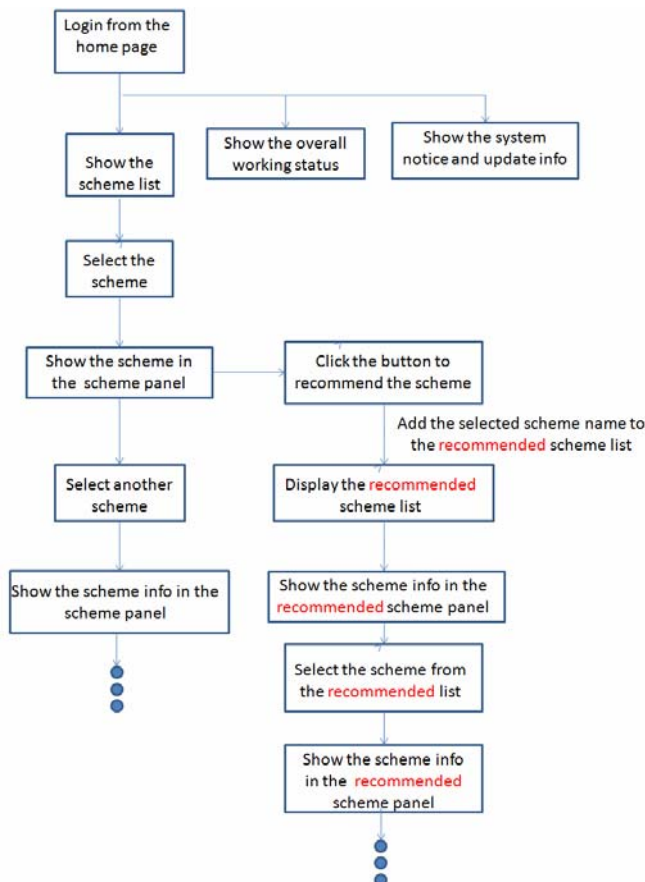 Login from the
home page
Show the
scheme list
Show the overall
working status
Show the system
notice and update info
Select the
scheme
Show the scheme in
the scheme panel
Click the button to
recommend the scheme
Add the selected scheme name to
the recommended scheme list
Select another
scheme
Display the recommended
scheme list
Show the scheme info in the
scheme panel
Show the scheme info in the
recommended scheme panel
Select the scheme from
the recommended list
Show the scheme info
in the recommended
scheme panel